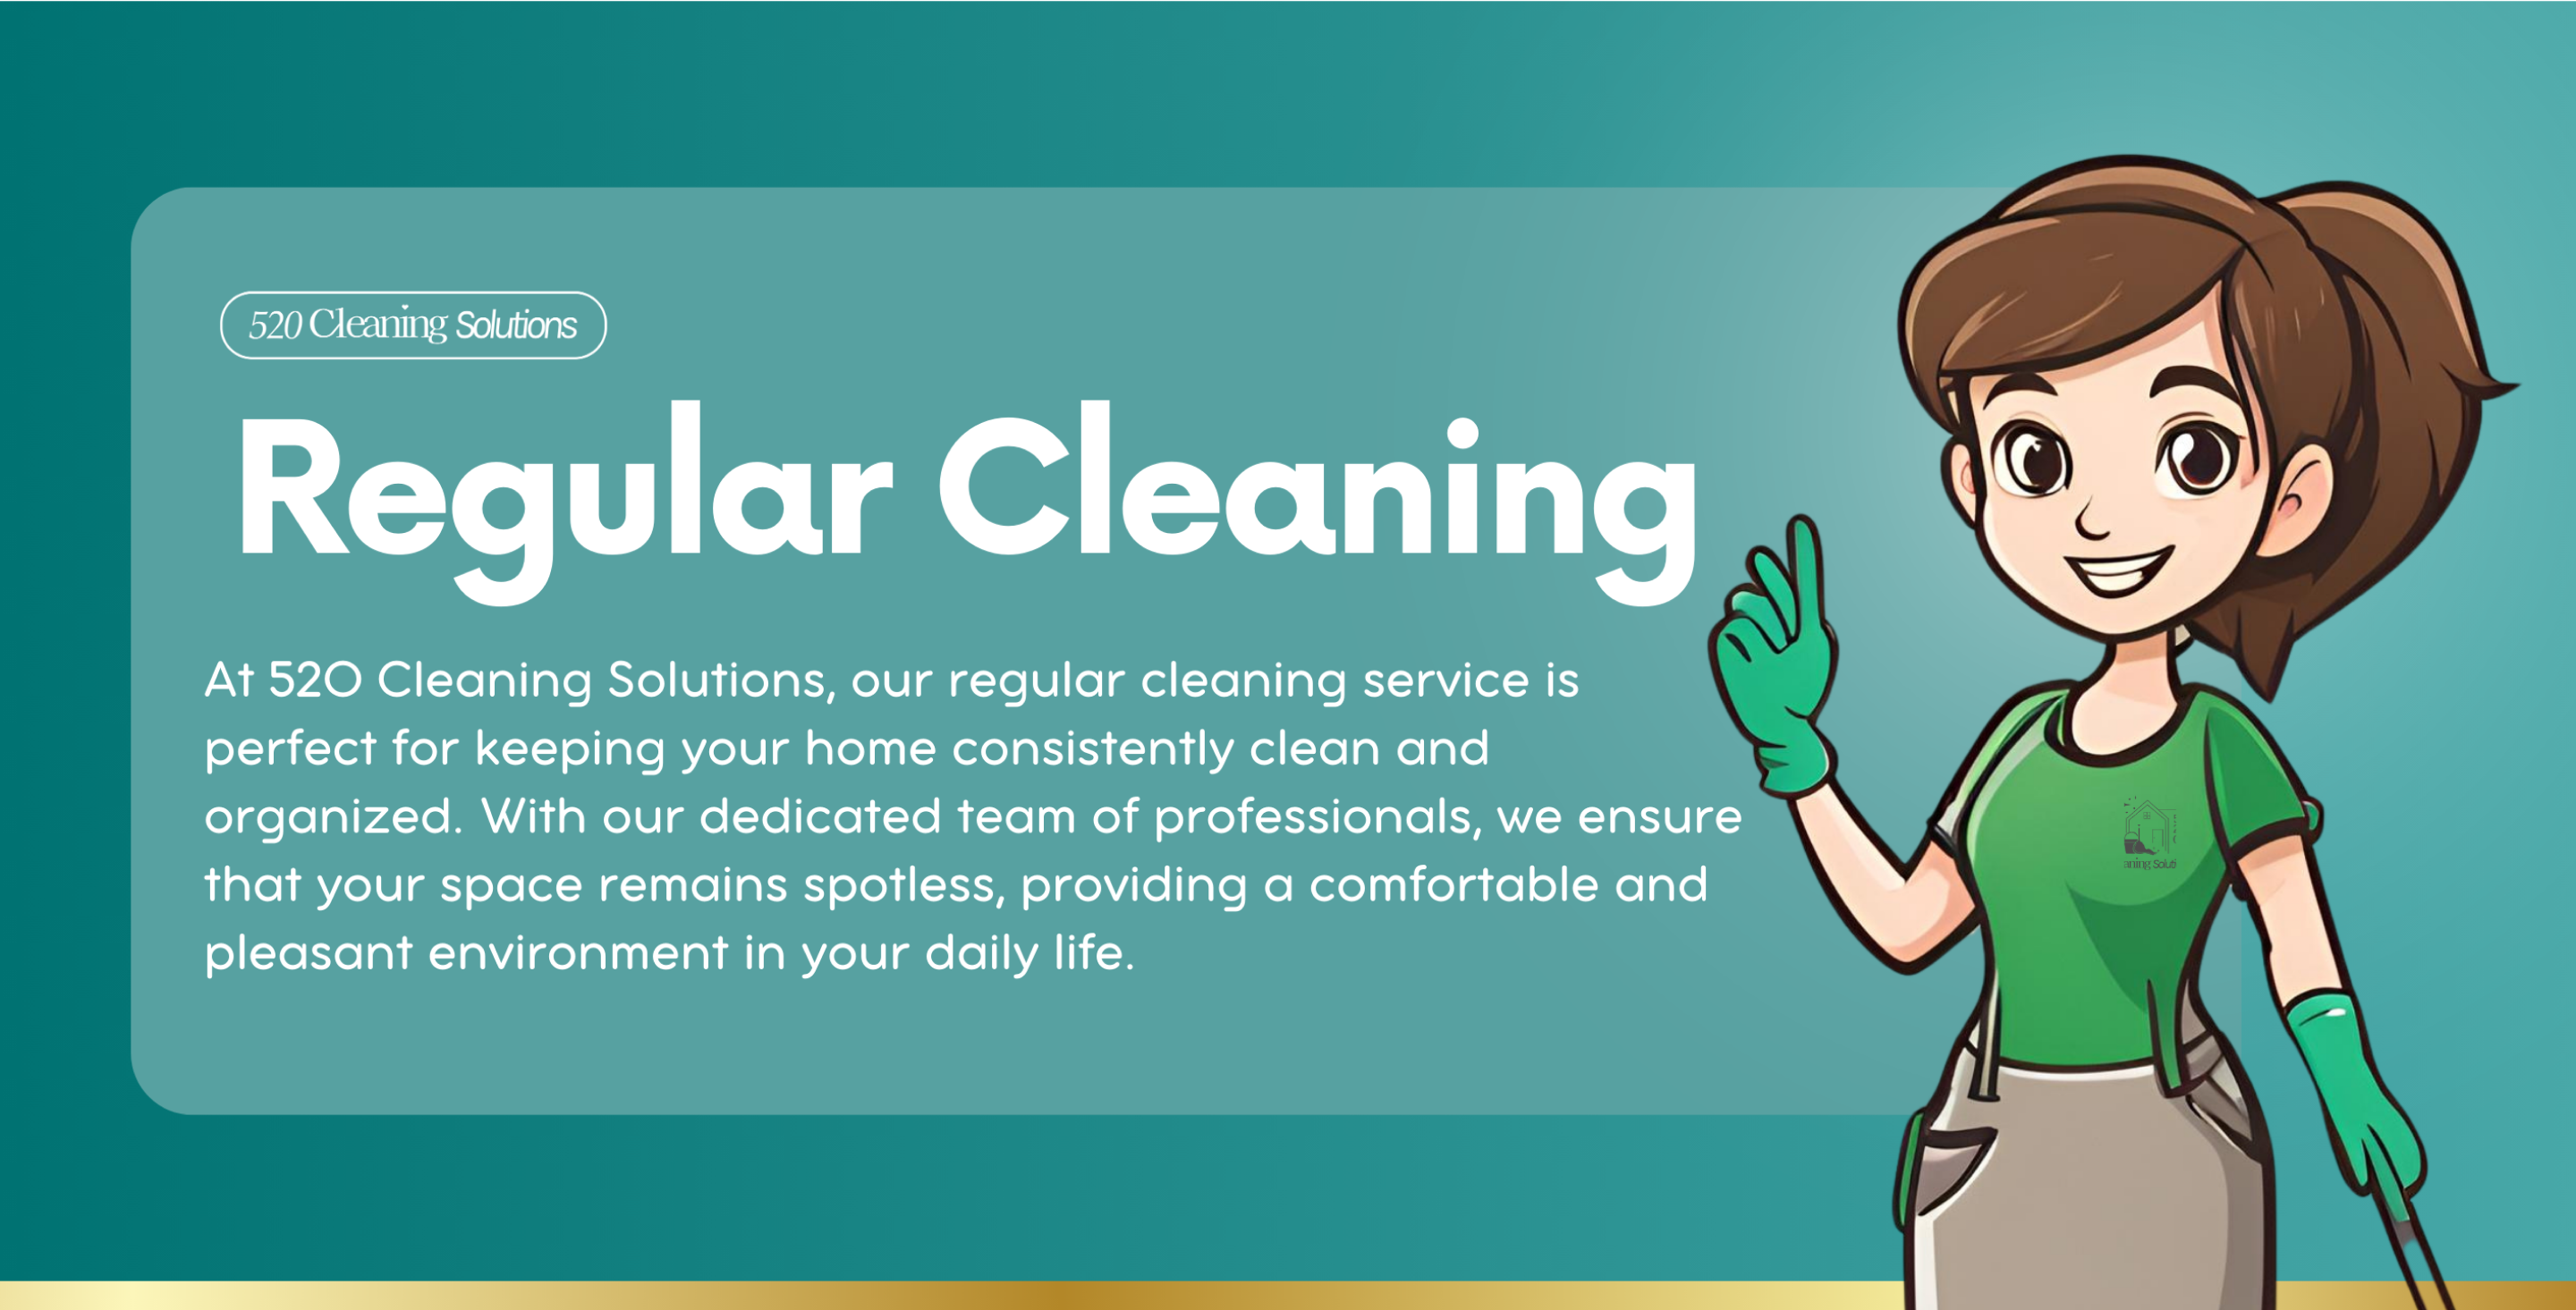 520 Cleaning Solutions
Regular Cleaning
At 520 Cleaning Solutions, our regular cleaning service is
perfect for keeping your home consistently clean and
organized. With our dedicated team of professionals, we ensure
that your space remains spotless, providing a comfortable and
pleasant environment in your daily life.
aning Soluti